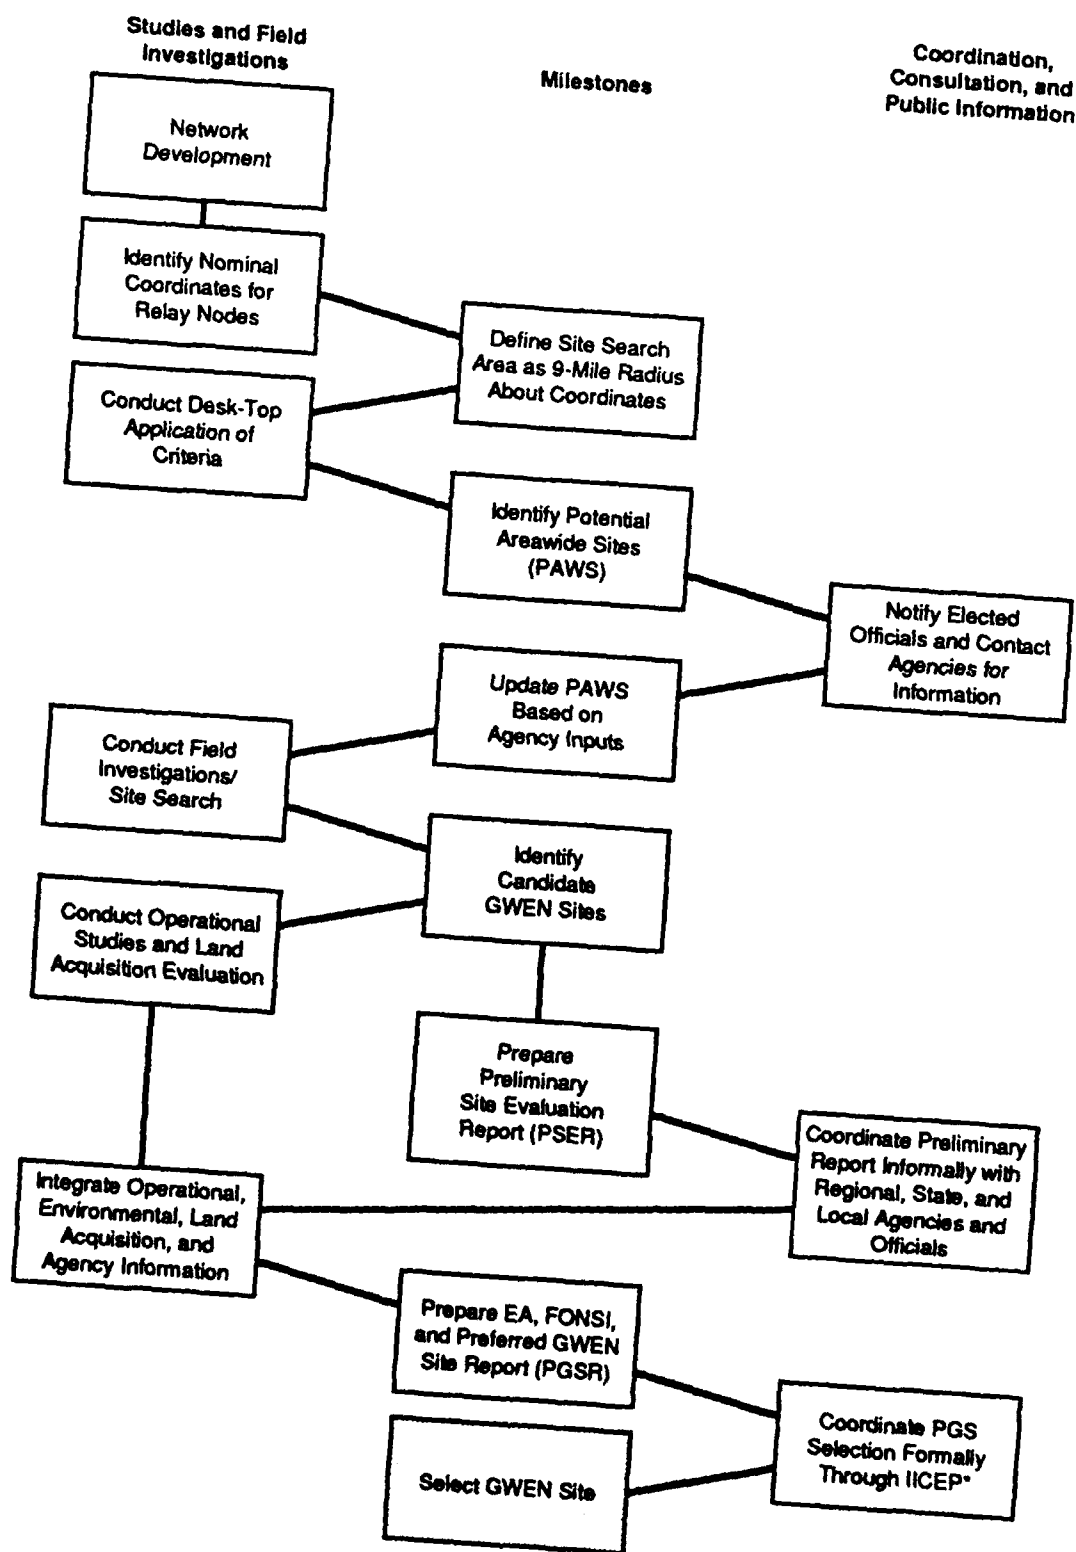 Studies and Field
Investigations
Milestones
Coordination,
Consultation, and
Public Information
Network
Development
Identify Nominal
Coordinates for
Relay Nodes
Define Site Search
Area as 9-Mile Radius
About Coordinates
Conduct Desk-Top
Application of
Criteria
Identify Potential
Areawide Sites
(PAWS)
Notify Elected
Officials and Contact
Agencies for
Information
Update PAWS
Based on
Agency Inputs
Conduct Field
Investigations/
Site Search
Identify
Candidate
GWEN Sites
Conduct Operational
Studies and Land
Acquisition Evaluation
Prepare
Preliminary
Site Evaluation
Report (PSER)
Coordinate Preliminary
Report Informally with
Regional, State, and
Local Agencies and
Officials
Integrate Operational,
Environmental, Land
Acquisition, and
Agency Information
Prepare EA, FONSI,
and Preferred GWEN
Site Report (PGSR)
Coordinate PGS
Selection Formally
Through IICEP*
Select GWEN Site